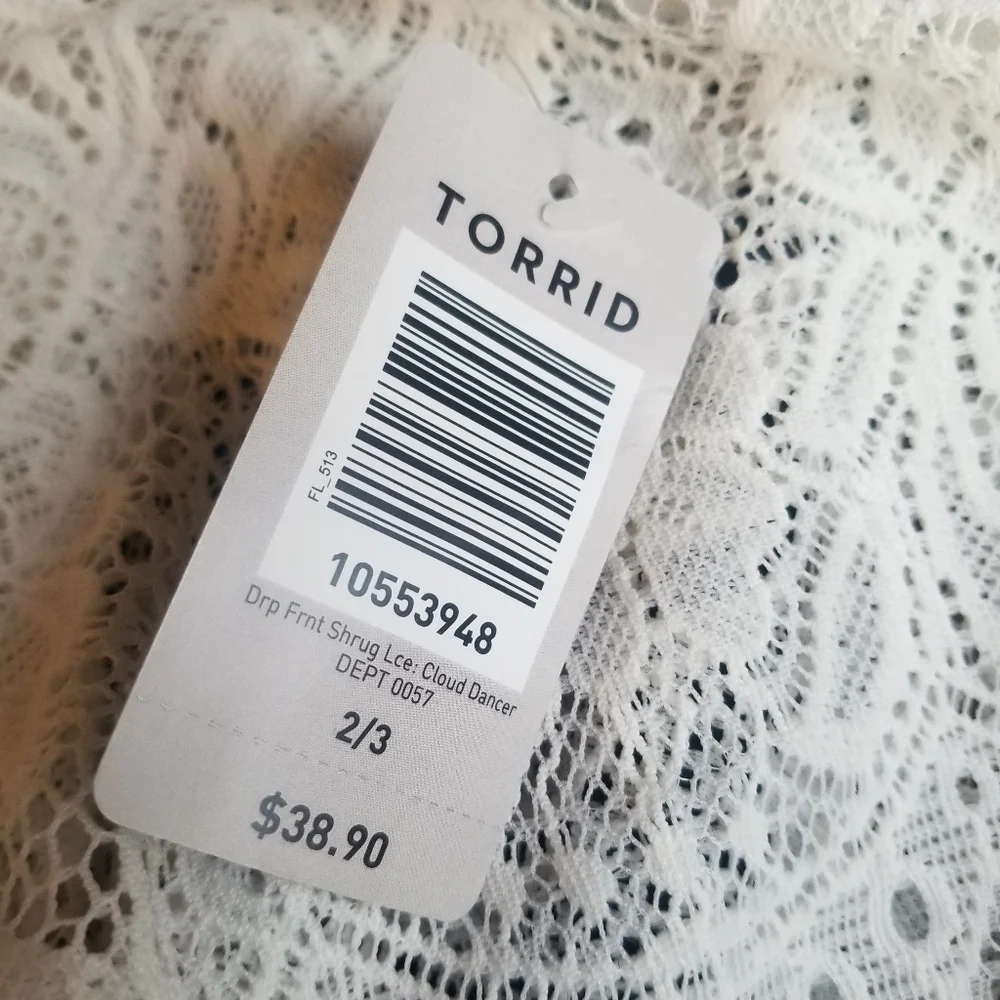 TORRID
FL_513
10553948
Drp Frnt Shrug Lce: Cloud Dancer
DEPT 0057
2/3
$38.90